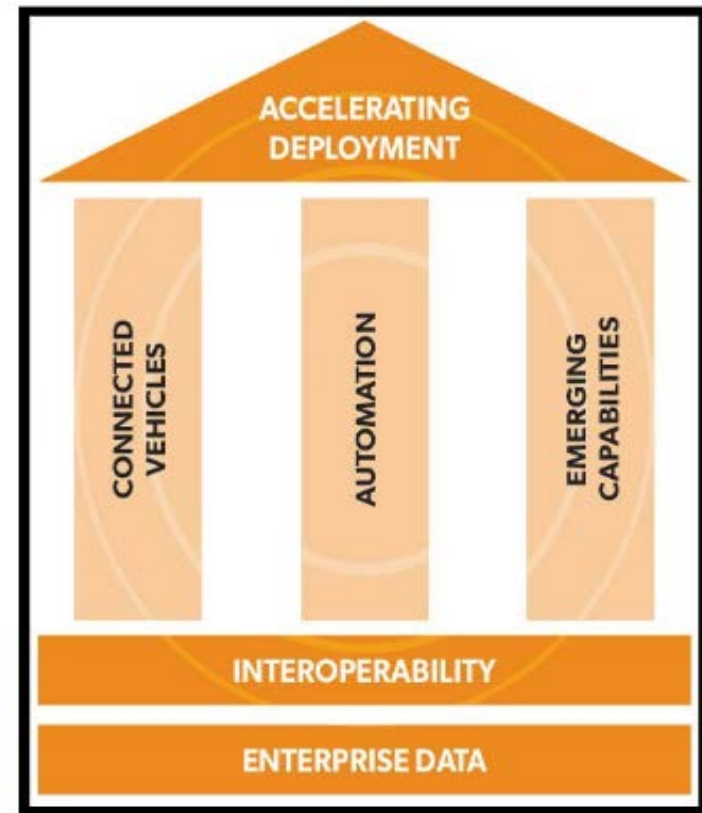 ACCELERATING
DEPLOYMENT
CONNECTED
VEHICLES
AUTOMATION
EMERGING
CAPABILITIES
INTEROPERABILITY
ENTERPRISE DATA